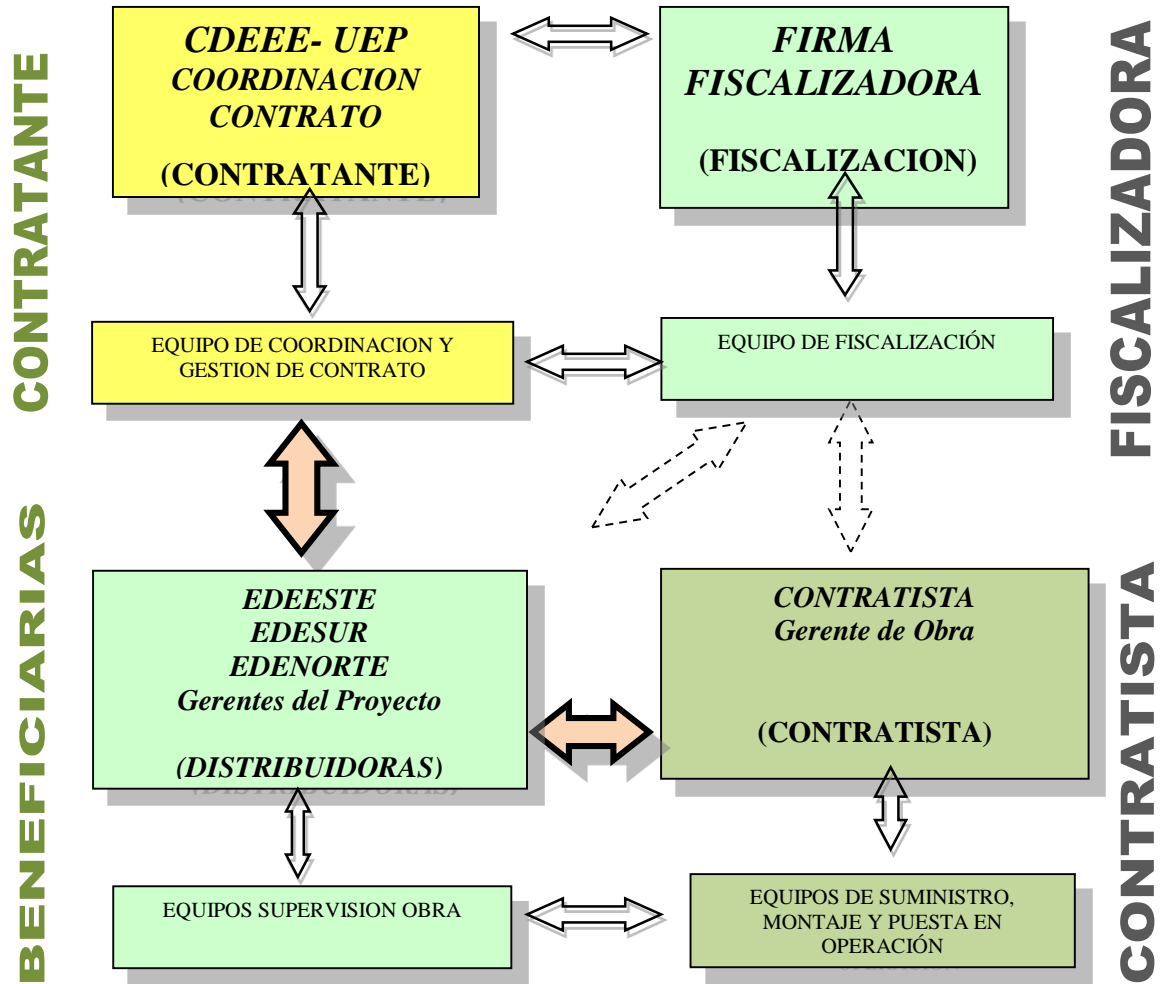 CONTRATANTE
CDEEE- UEP
COORDINACION
CONTRATO
(CONTRATANTE)
FIRMA
FISCALIZADORA
(FISCALIZACION)
FISCALIZADORA
EQUIPO DE COORDINACION Y
GESTION DE CONTRATO
EQUIPO DE FISCALIZACIÓN
BENEFICIARIAS
EDEESTE
EDESUR
EDENORTE
Gerentes del Proyecto
(DISTRIBUIDORAS)
CONTRATISTA
Gerente de Obra
(CONTRATISTA)
CONTRATISTA
EQUIPOS SUPERVISION OBRA
EQUIPOS DE SUMINISTRO,
MONTAJE Y PUESTA EN
OPERACIÓN